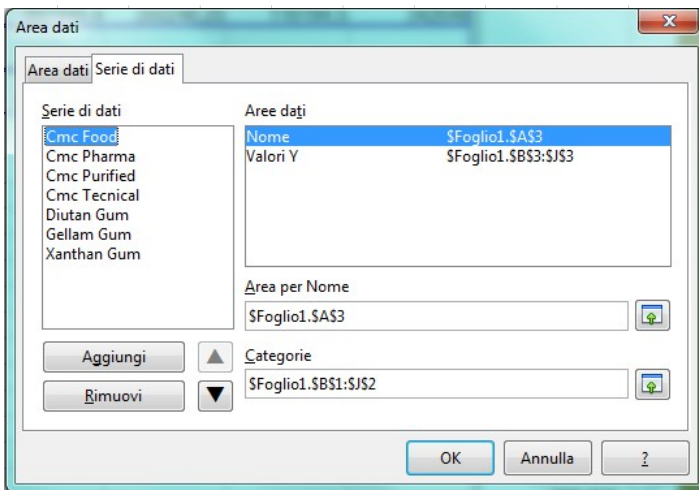 Area dati
Area dati Serie di dati
Serie di dati
Cmc Food
Cmc Pharma
Cmc Purified
Cmc Tecnical
Diutan Gum
Gellam Gum
Xanthan Gum
Aggiungi
Rimuovi
Aree dati
Nome $Foglio1.$A$3
Valori Y $Foglio1.$B$3:$J$3
Area per Nome
$Foglio1.$A$3
Categorie
$Foglio1.$B$1:$J$2
OK Annulla ?